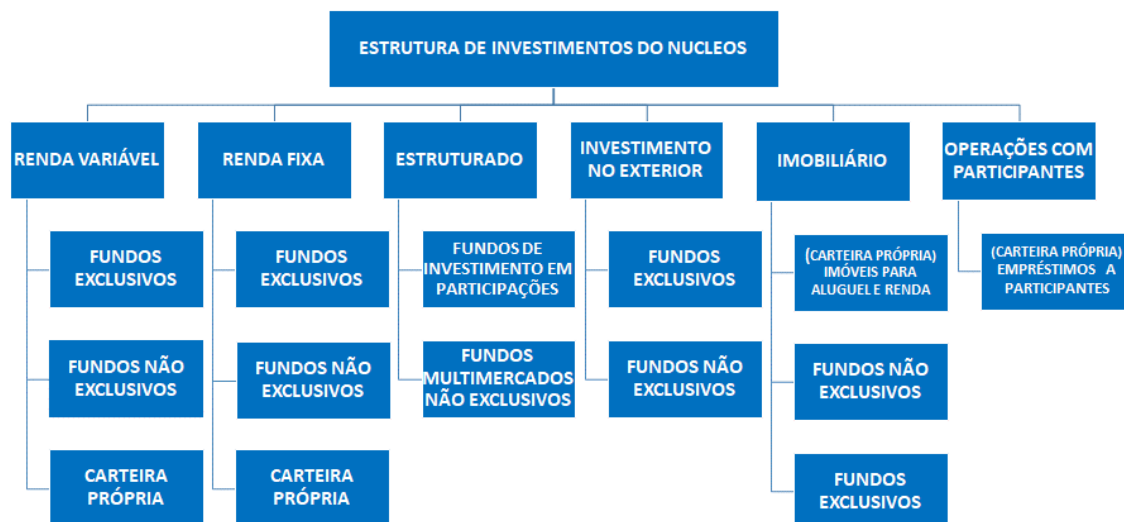 ESTRUTURA DE INVESTIMENTOS DO NUCLEOS
RENDA VARIÁVEL
RENDA FIXA
ESTRUTURADO
INVESTIMENTO
NO EXTERIOR
IMOBILIÁRIO
OPERAÇÕES COM
PARTICIPANTES
FUNDOS
EXCLUSIVOS
FUNDOS
EXCLUSIVOS
FUNDOS DE
INVESTIMENTO EM
PARTICIPAÇÕES
FUNDOS
EXCLUSIVOS
(CARTEIRA PRÓPRIA)
IMÓVEIS PARA
ALUGUEL E RENDA
(CARTEIRA PRÓPRIA)
EMPRÉSTIMOS A
PARTICIPANTES
FUNDOS NÃO
EXCLUSIVOS
FUNDOS NÃO
EXCLUSIVOS
FUNDOS
MULTIMERCADOS
NÃO EXCLUSIVOS
FUNDOS NÃO
EXCLUSIVOS
FUNDOS NÃO
EXCLUSIVOS
CARTEIRA
PRÓPRIA
CARTEIRA
PRÓPRIA
FUNDOS
EXCLUSIVOS